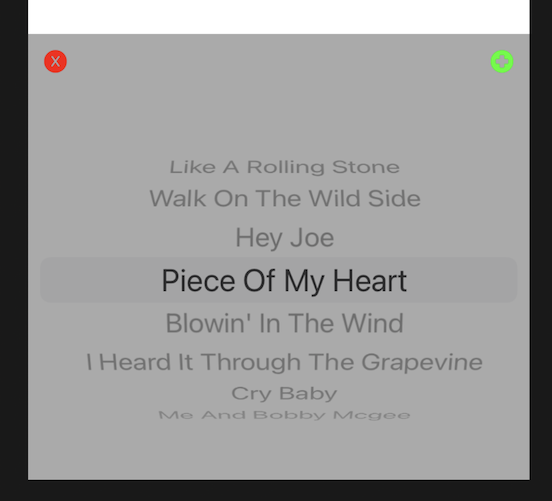 X
Like A Rolling Stone
Walk On The Wild Side
Hey Joe
Piece Of My Heart
Blowin' In The Wind
I Heard It Through The Grapevine
Cry Baby
Me And Bobby Mcgee